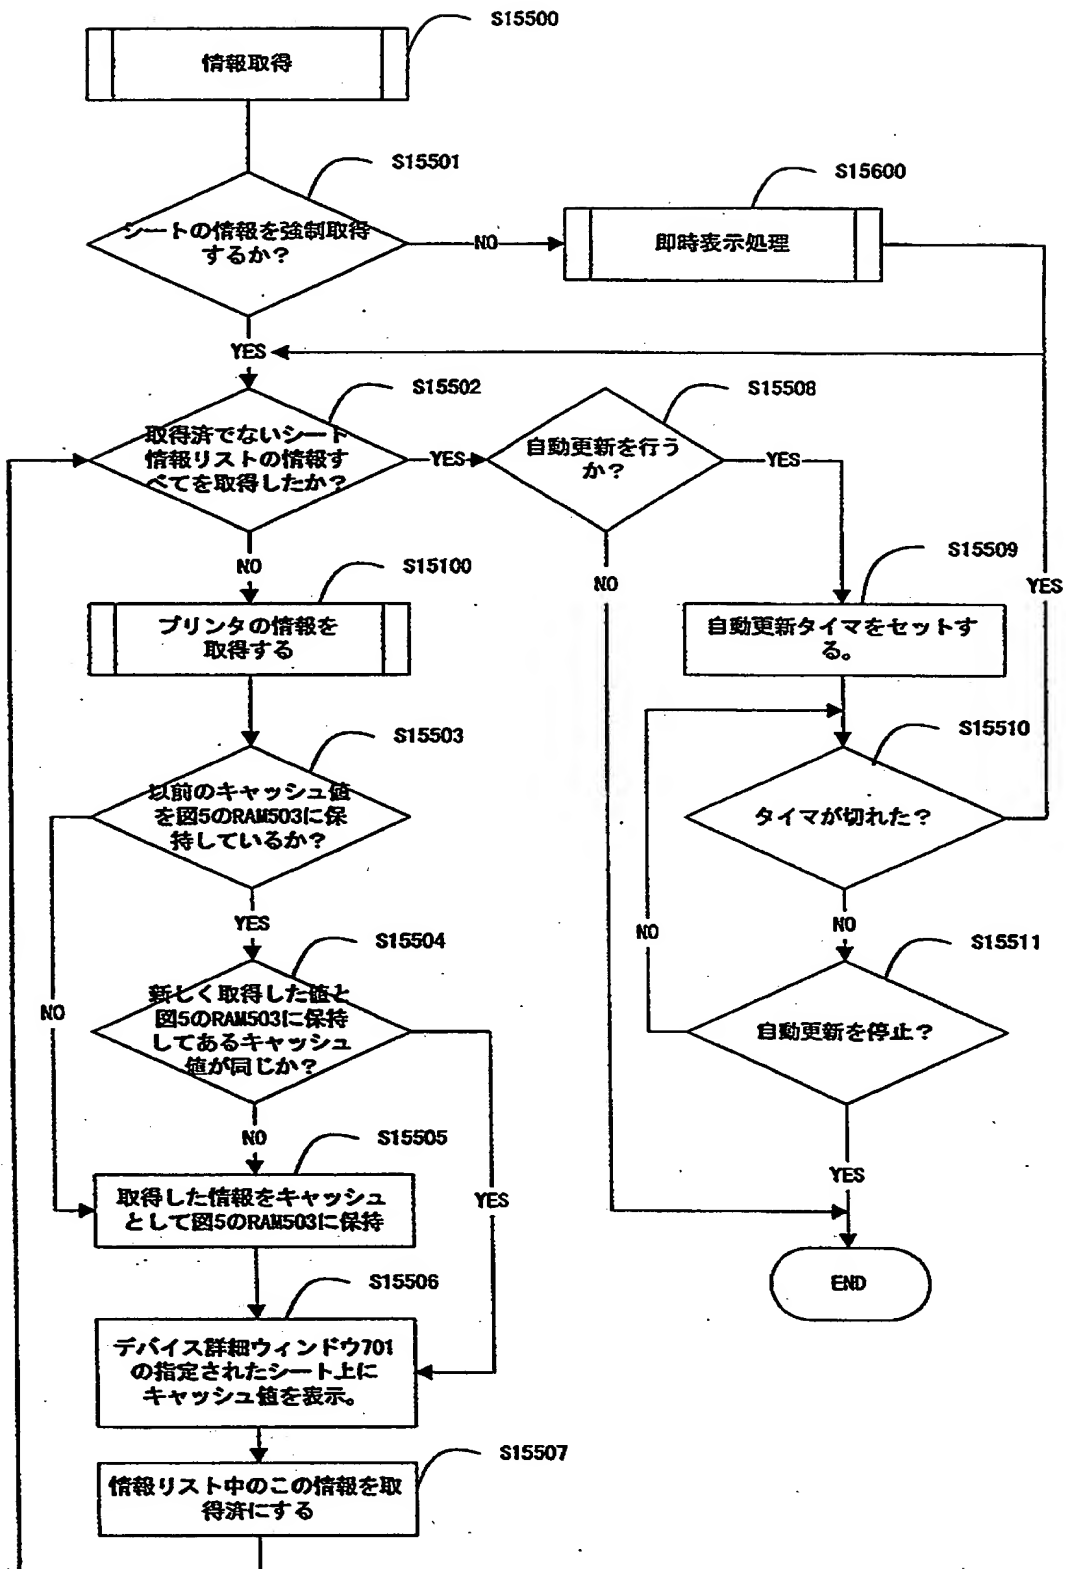 S15500
情報取得
S15501
シートの情報を強制取得
するか？
NO
S15600
即時表示処理
YES
S15502
取得済でないシート
情報リストの情報す
べてを取得したか？
YES
S15508
自動更新を行う
か？
YES
NO
S15100
プリンタの情報を
取得する
NO
S15509
自動更新タイマをセットす
る。
YES
S15503
以前のキャッシュ値
を図5のRAM503に保
持しているか？
S15510
タイマが切れた？
YES
NO
NO
S15504
新しく取得した値と
図5のRAM503に保持
してあるキャッシュ
値が同じか？
S15511
自動更新を停止？
NO
NO
S15505
取得した情報をキャッシュ
として図5のRAM503に保持
YES
YES
S15506
デバイス詳細ウィンドウ701
の指定されたシート上に
キャッシュ値を表示。
END
S15507
情報リスト中のこの情報を取
得済にする